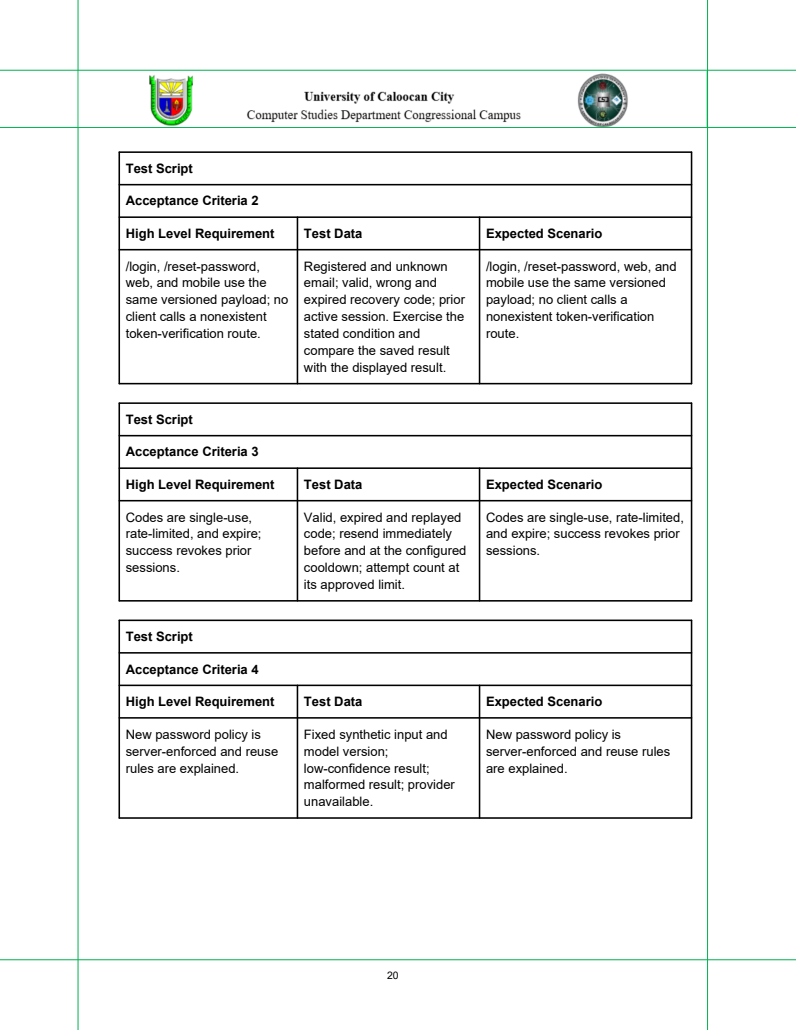 University of Caloocan City
Computer Studies Department Congressional Campus
Test Script
Acceptance Criteria 2
High Level Requirement
Test Data
Expected Scenario
/login, /reset-password,
web, and mobile use the
same versioned payload; no
client calls a nonexistent
token-verification route.
Registered and unknown
email; valid, wrong and
expired recovery code; prior
active session. Exercise the
stated condition and
compare the saved result
with the displayed result.
/login, /reset-password, web, and
mobile use the same versioned
payload; no client calls a
nonexistent token-verification
route.
Test Script
Acceptance Criteria 3
High Level Requirement
Test Data
Expected Scenario
Codes are single-use,
rate-limited, and expire;
success revokes prior
sessions.
Valid, expired and replayed
code; resend immediately
before and at the configured
cooldown; attempt count at
its approved limit.
Codes are single-use, rate-limited,
and expire; success revokes prior
sessions.
Test Script
Acceptance Criteria 4
High Level Requirement
Test Data
Expected Scenario
New password policy is
server-enforced and reuse
rules are explained.
Fixed synthetic input and
model version;
low-confidence result;
malformed result; provider
unavailable.
New password policy is
server-enforced and reuse rules
are explained.
20